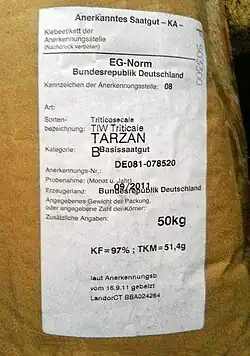 Anerkanntes Saatgut – KA –
Klebeetikett der
Anerkennungsstelle
(Nachdruck verboten)
EG-Norm
Bundesrepublik Deutschland
Kennzeichen der Anerkennungsstelle: 08
Art:
Sorten- Triticosecale
bezeichnung: TIW Triticale
TARZAN
Kategorie: B Basissaatgut
Anerkennungs-Nr.: DE081-078520
Probenahme: (Monat u. Jahr) 09/2011
Erzeugerland: Bundesrepublik Deutschland
Angegebenes Gewicht der Packung,
oder angegebene Zahl der Körner:
Zusätzliche Angaben: 50kg
KF= 97% ; TKM=51,4g
laut Anerkennungsb.
vom 16.9.11 gebeizt
LandorCT BBA024264